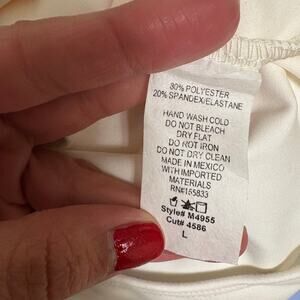 80% POLYESTER
20% SPANDEX/ELASTANE
HAND WASH COLD
DO NOT BLEACH
DRY FLAT
DO NOT IRON
DO NOT DRY CLEAN
MADE IN MEXICO
WITH IMPORTED
MATERIALS
RN#155833
Style# M4955
Cut# 4586
L